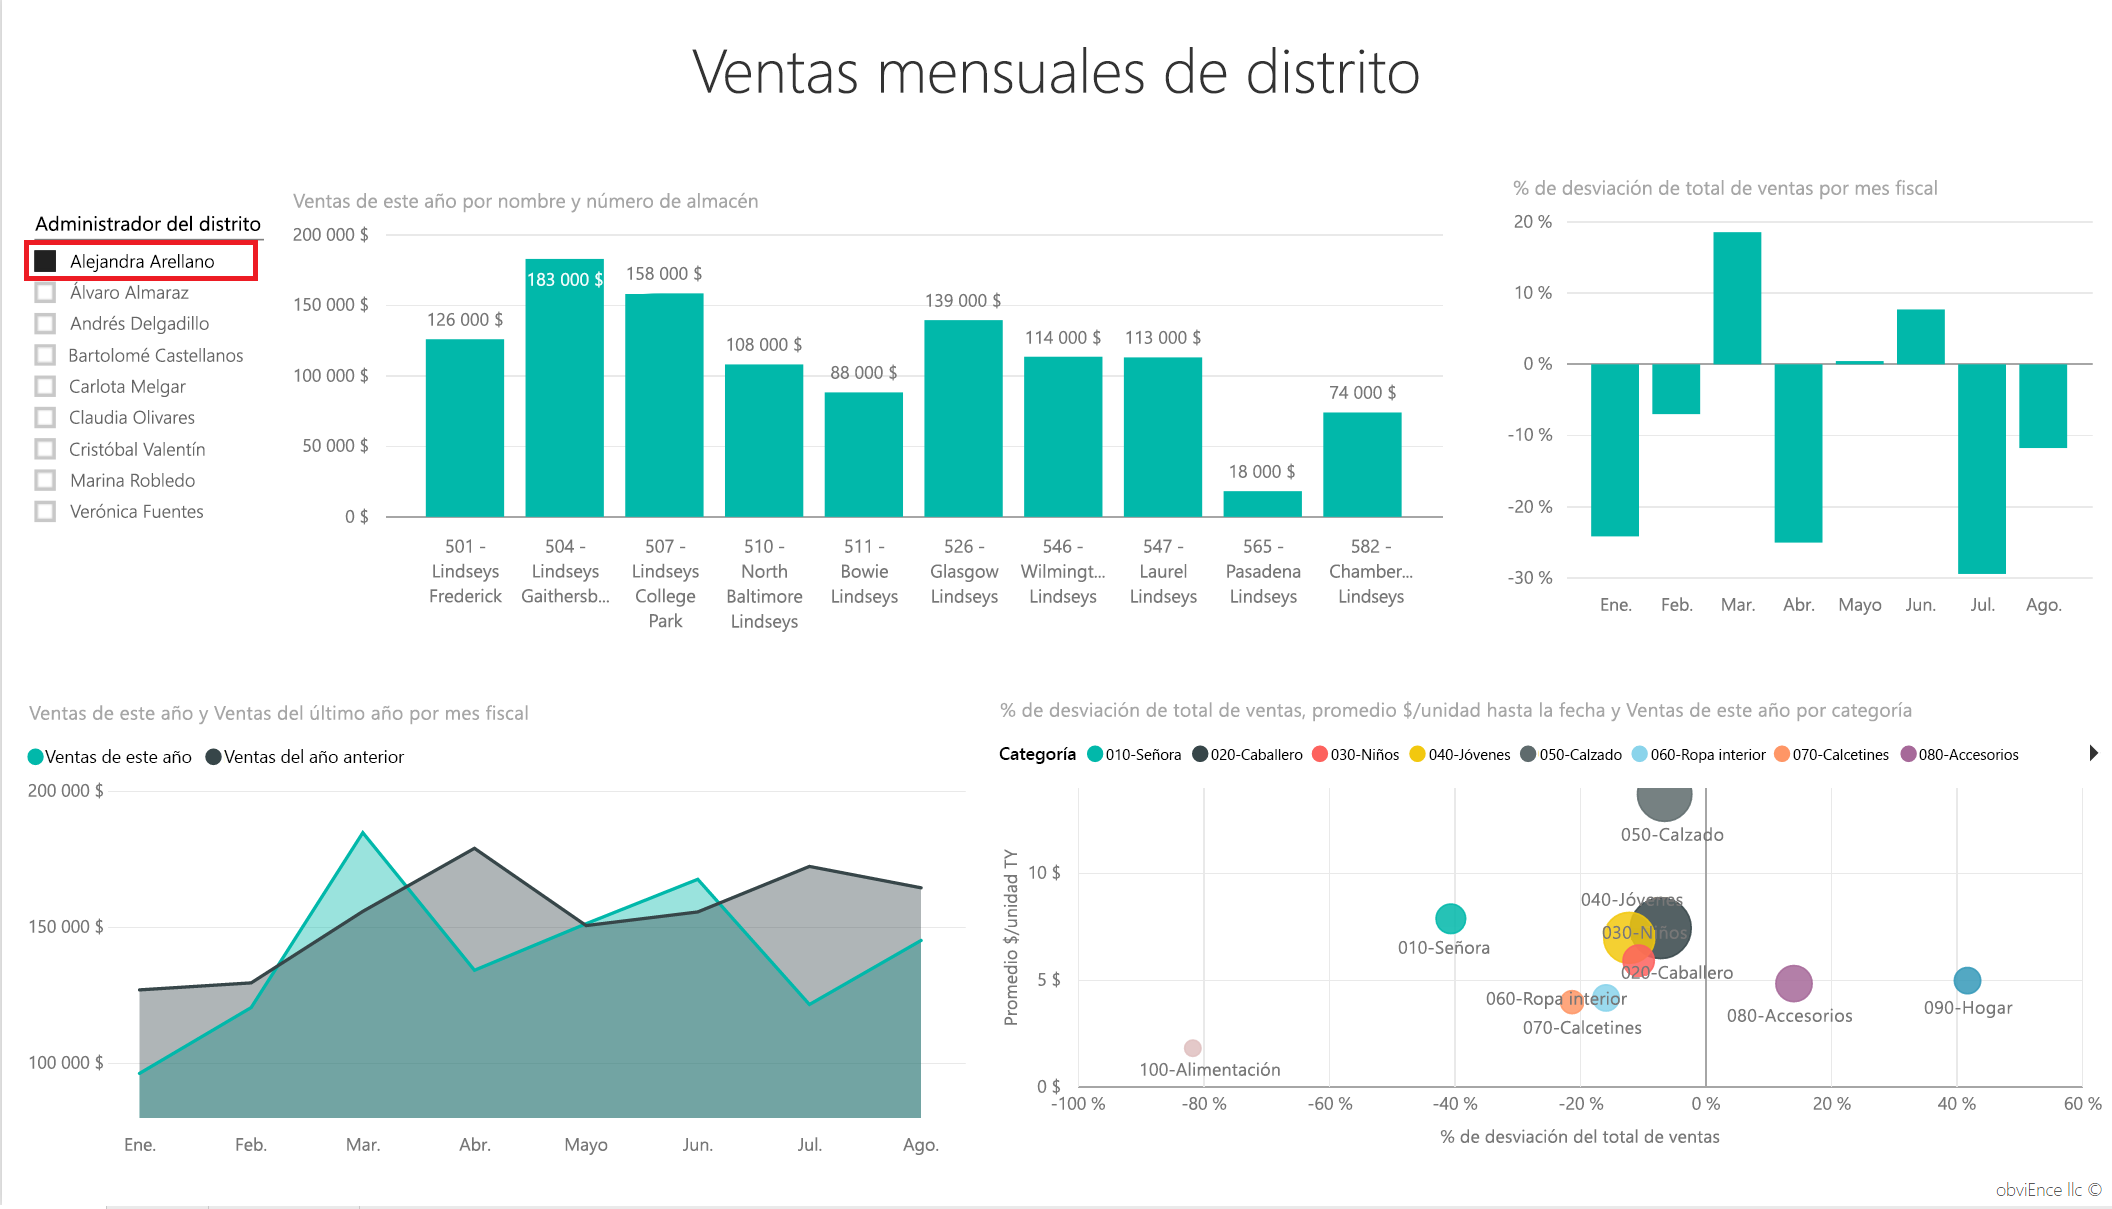 Ventas mensuales de distrito
Administrador del distrito
Alejandra Arellano
Álvaro Almaraz
Andrés Delgadillo
Bartolomé Castellanos
Carlota Melgar
Claudia Olivares
Cristóbal Valentín
Marina Robledo
Verónica Fuentes
Ventas de este año por nombre y número de almacén
200 000 $
150 000 $
100 000 $
50 000 $
0 $
126 000 $
183 000 $
158 000 $
108 000 $
88 000 $
139 000 $
114 000 $
113 000 $
18 000 $
74 000 $
501 -
Lindseys
Frederick
504 -
Lindseys
Gaithersb...
507 -
Lindseys
College
Park
510 -
North
Baltimore
Lindseys
511 -
Bowie
Lindseys
526 -
Glasgow
Lindseys
546 -
Wilmingt...
Lindseys
547 -
Laurel
Lindseys
565 -
Pasadena
Lindseys
582 -
Chamber...
Lindseys
% de desviación de total de ventas por mes fiscal
20 %
10 %
0 %
-10 %
-20 %
-30 %
Ene. Feb. Mar. Abr. Mayo Jun. Jul. Ago.
Ventas de este año y Ventas del último año por mes fiscal
Ventas de este año Ventas del año anterior
200 000 $
150 000 $
100 000 $
Ene. Feb. Mar. Abr. Mayo Jun. Jul. Ago.
% de desviación de total de ventas, promedio $/unidad hasta la fecha y Ventas de este año por categoría
Categoría 010-Señora 020-Caballero 030-Niños 040-Jóvenes 050-Calzado 060-Ropa interior 070-Calcetines 080-Accesorios
Promedio $/unidad TY
10 $
5 $
0 $
050-Calzado
040-Jóvenes
030-Niños
010-Señora
020-Caballero
060-Ropa interior
090-Hogar
080-Accesorios
070-Calcetines
100-Alimentación
-100 % -80 % -60 % -40 % -20 % 0 % 20 % 40 % 60 %
% de desviación del total de ventas
obviEnce llc ©